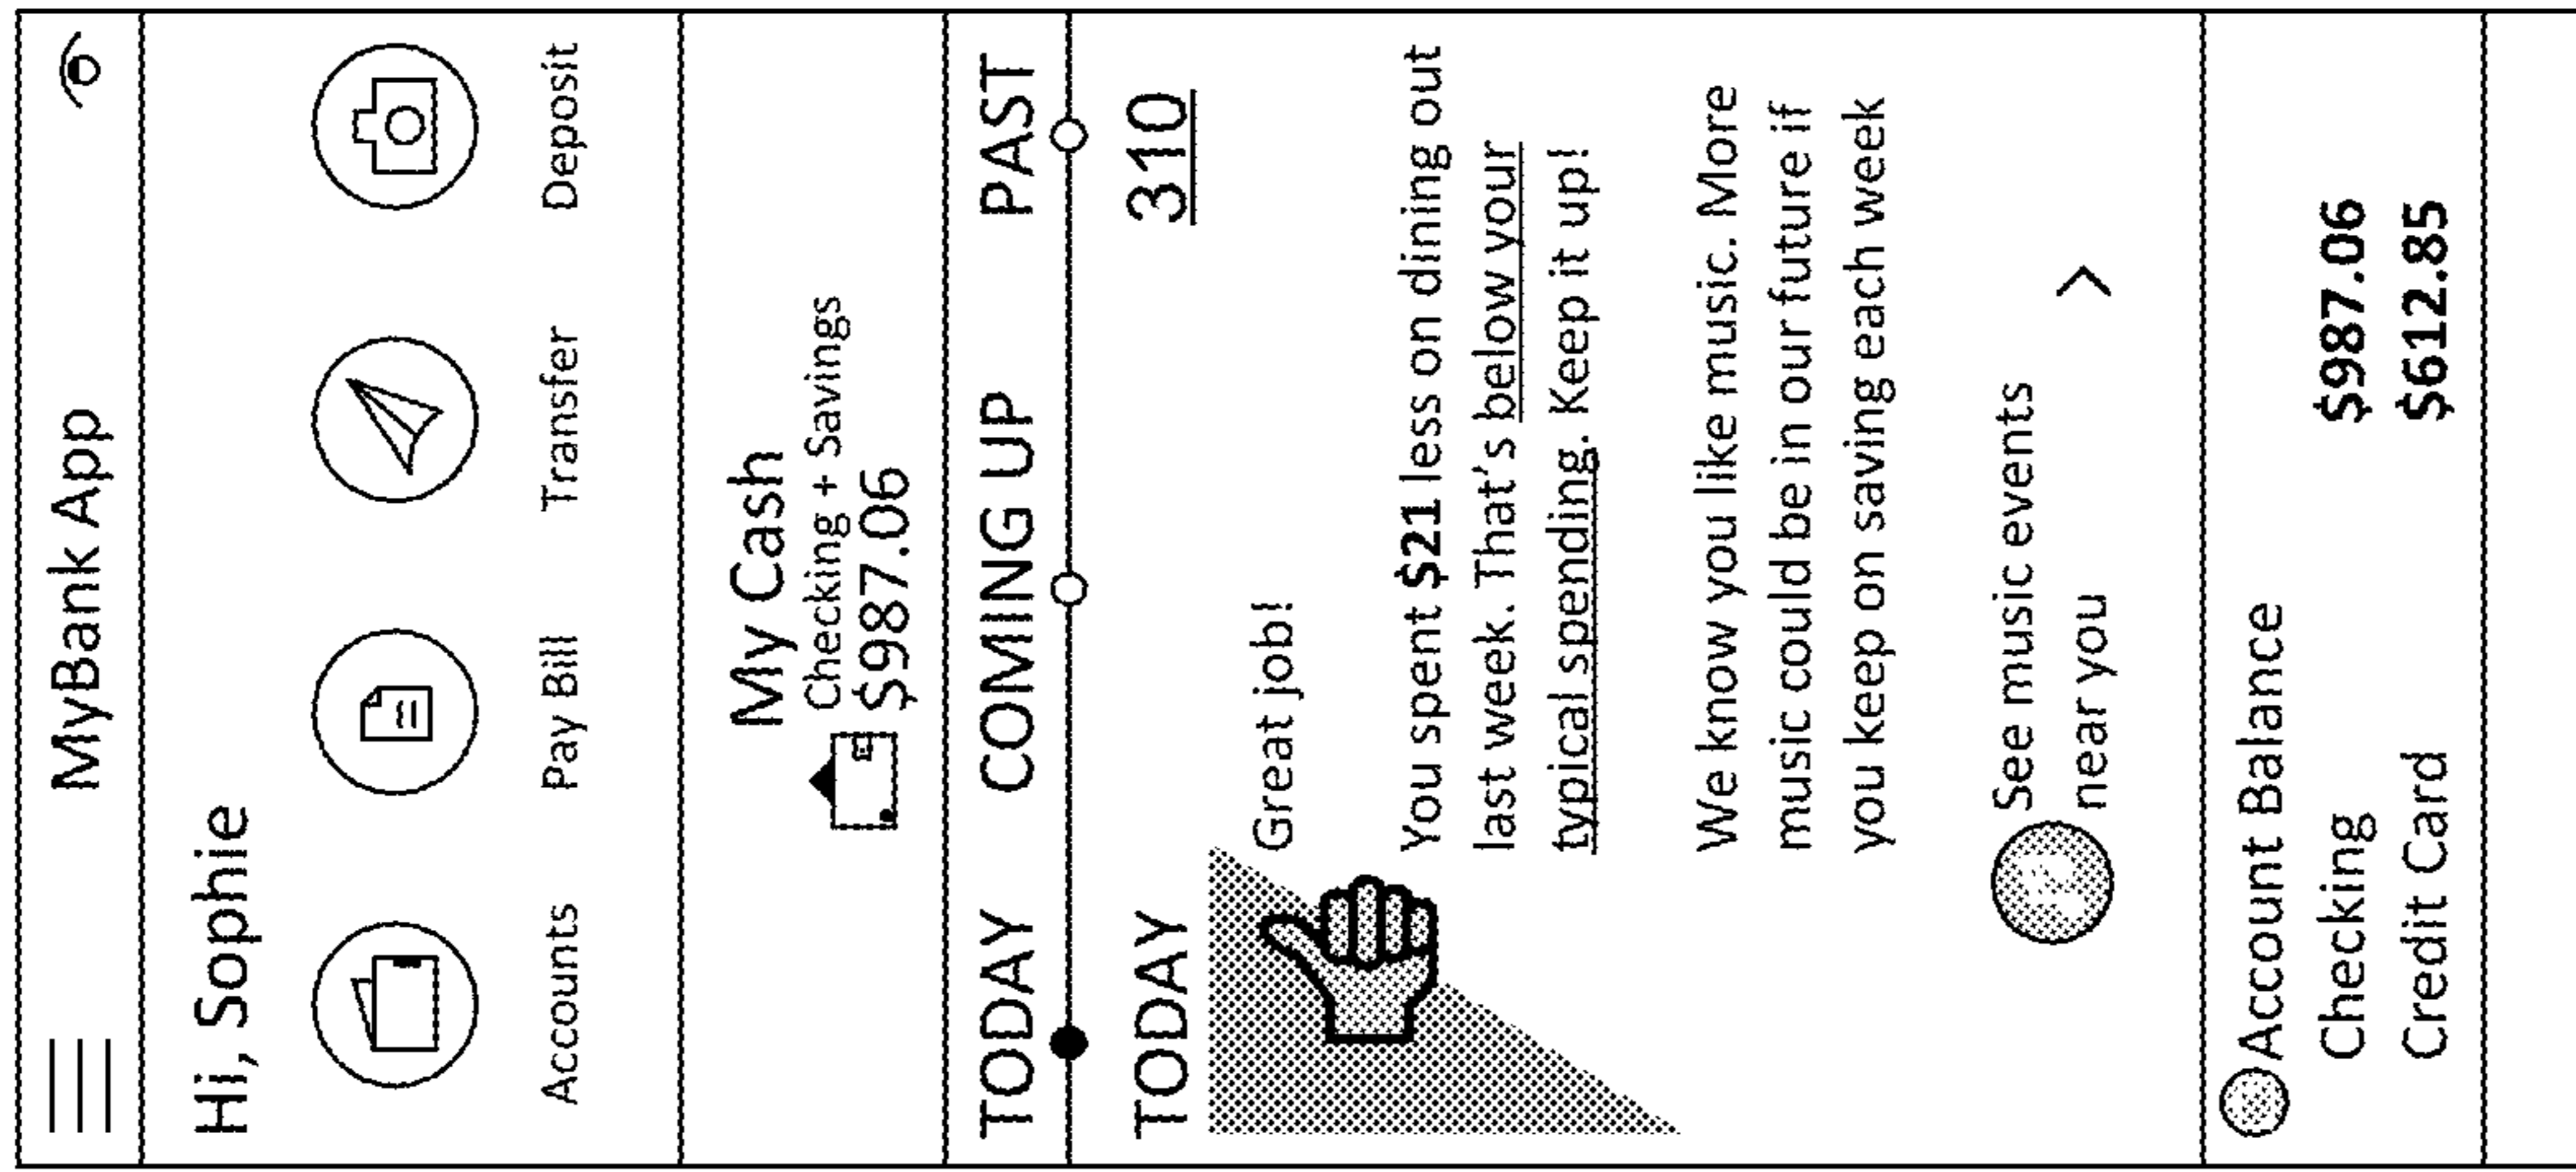 MyBank App
Hi, Sophie
Accounts Pay Bill Transfer Deposit
My Cash
Checking + Savings
$987.06
TODAY COMING UP PAST
TODAY 310
Great job!
You spent $21 less on dining out
last week. That's below your
typical spending. Keep it up!
We know you like music. More
music could be in our future if
you keep on saving each week
See music events
near you
Account Balance
Checking $987.06
Credit Card $612.85